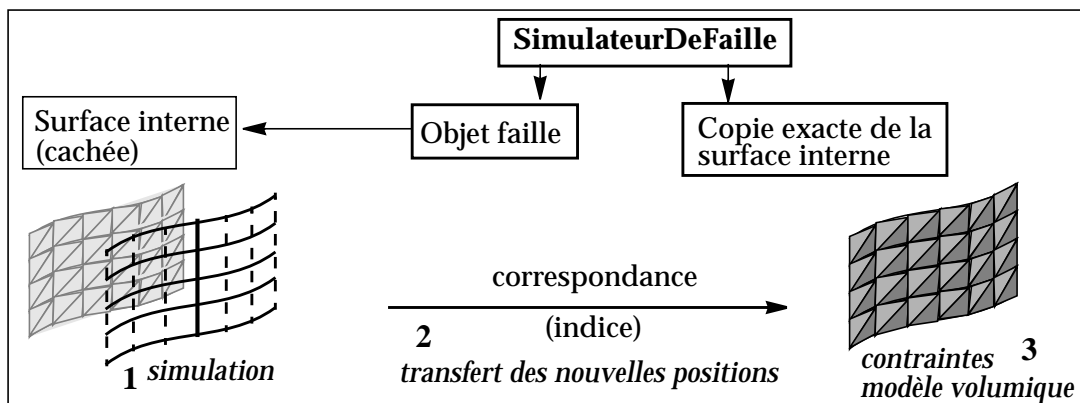 SimulateurDeFaille
Surface interne
(cachée)
Objet faille
Copie exacte de la
surface interne
correspondance
(indice)
1 simulation
2
transfert des nouvelles positions
contraintes 3
modèle volumique